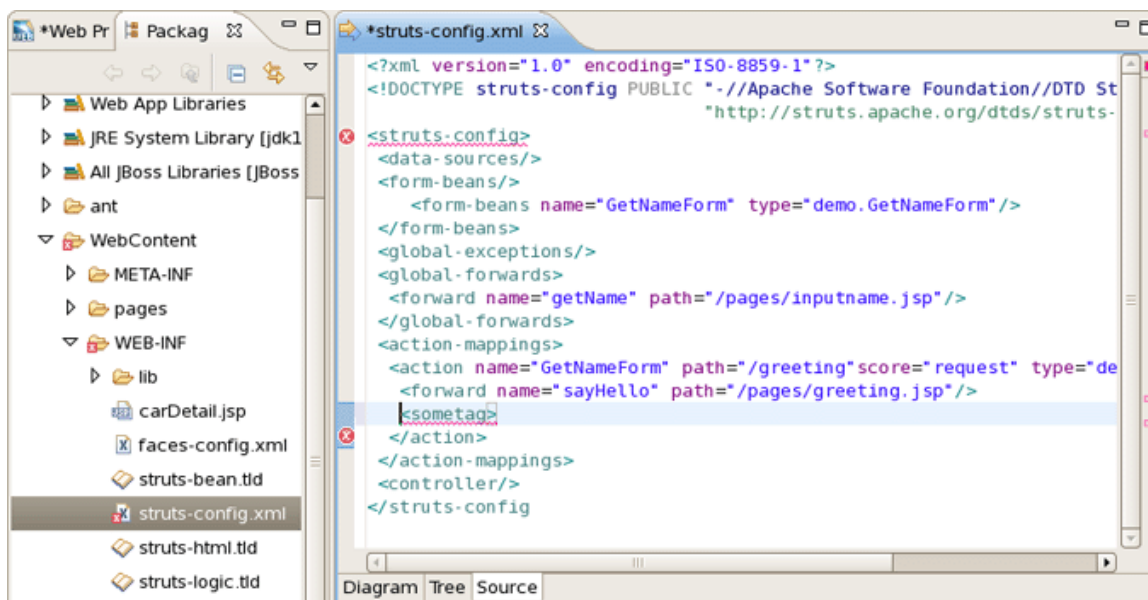 *Web Pr
Packag
Web App Libraries
JRE System Library [jdk1
All JBoss Libraries [JBoss
ant
WebContent
META-INF
pages
WEB-INF
lib
carDetail.jsp
faces-config.xml
struts-bean.tld
struts-config.xml
struts-html.tld
struts-logic.tld
*struts-config.xml
<?xml version="1.0" encoding="ISO-8859-1"?>
<!DOCTYPE struts-config PUBLIC "-//Apache Software Foundation//DTD St
"http://struts.apache.org/dtds/struts-
<struts-config>
<data-sources/>
<form-beans/>
<form-beans name="GetNameForm" type="demo.GetNameForm"/>
</form-beans>
<global-exceptions/>
<global-forwards>
<forward name="getName" path="/pages/inputname.jsp"/>
</global-forwards>
<action-mappings>
<action name="GetNameForm" path="/greeting"score="request" type="de
<forward name="sayHello" path="/pages/greeting.jsp"/>
<sometag>
</action>
</action-mappings>
<controller/>
</struts-config
Diagram Tree Source